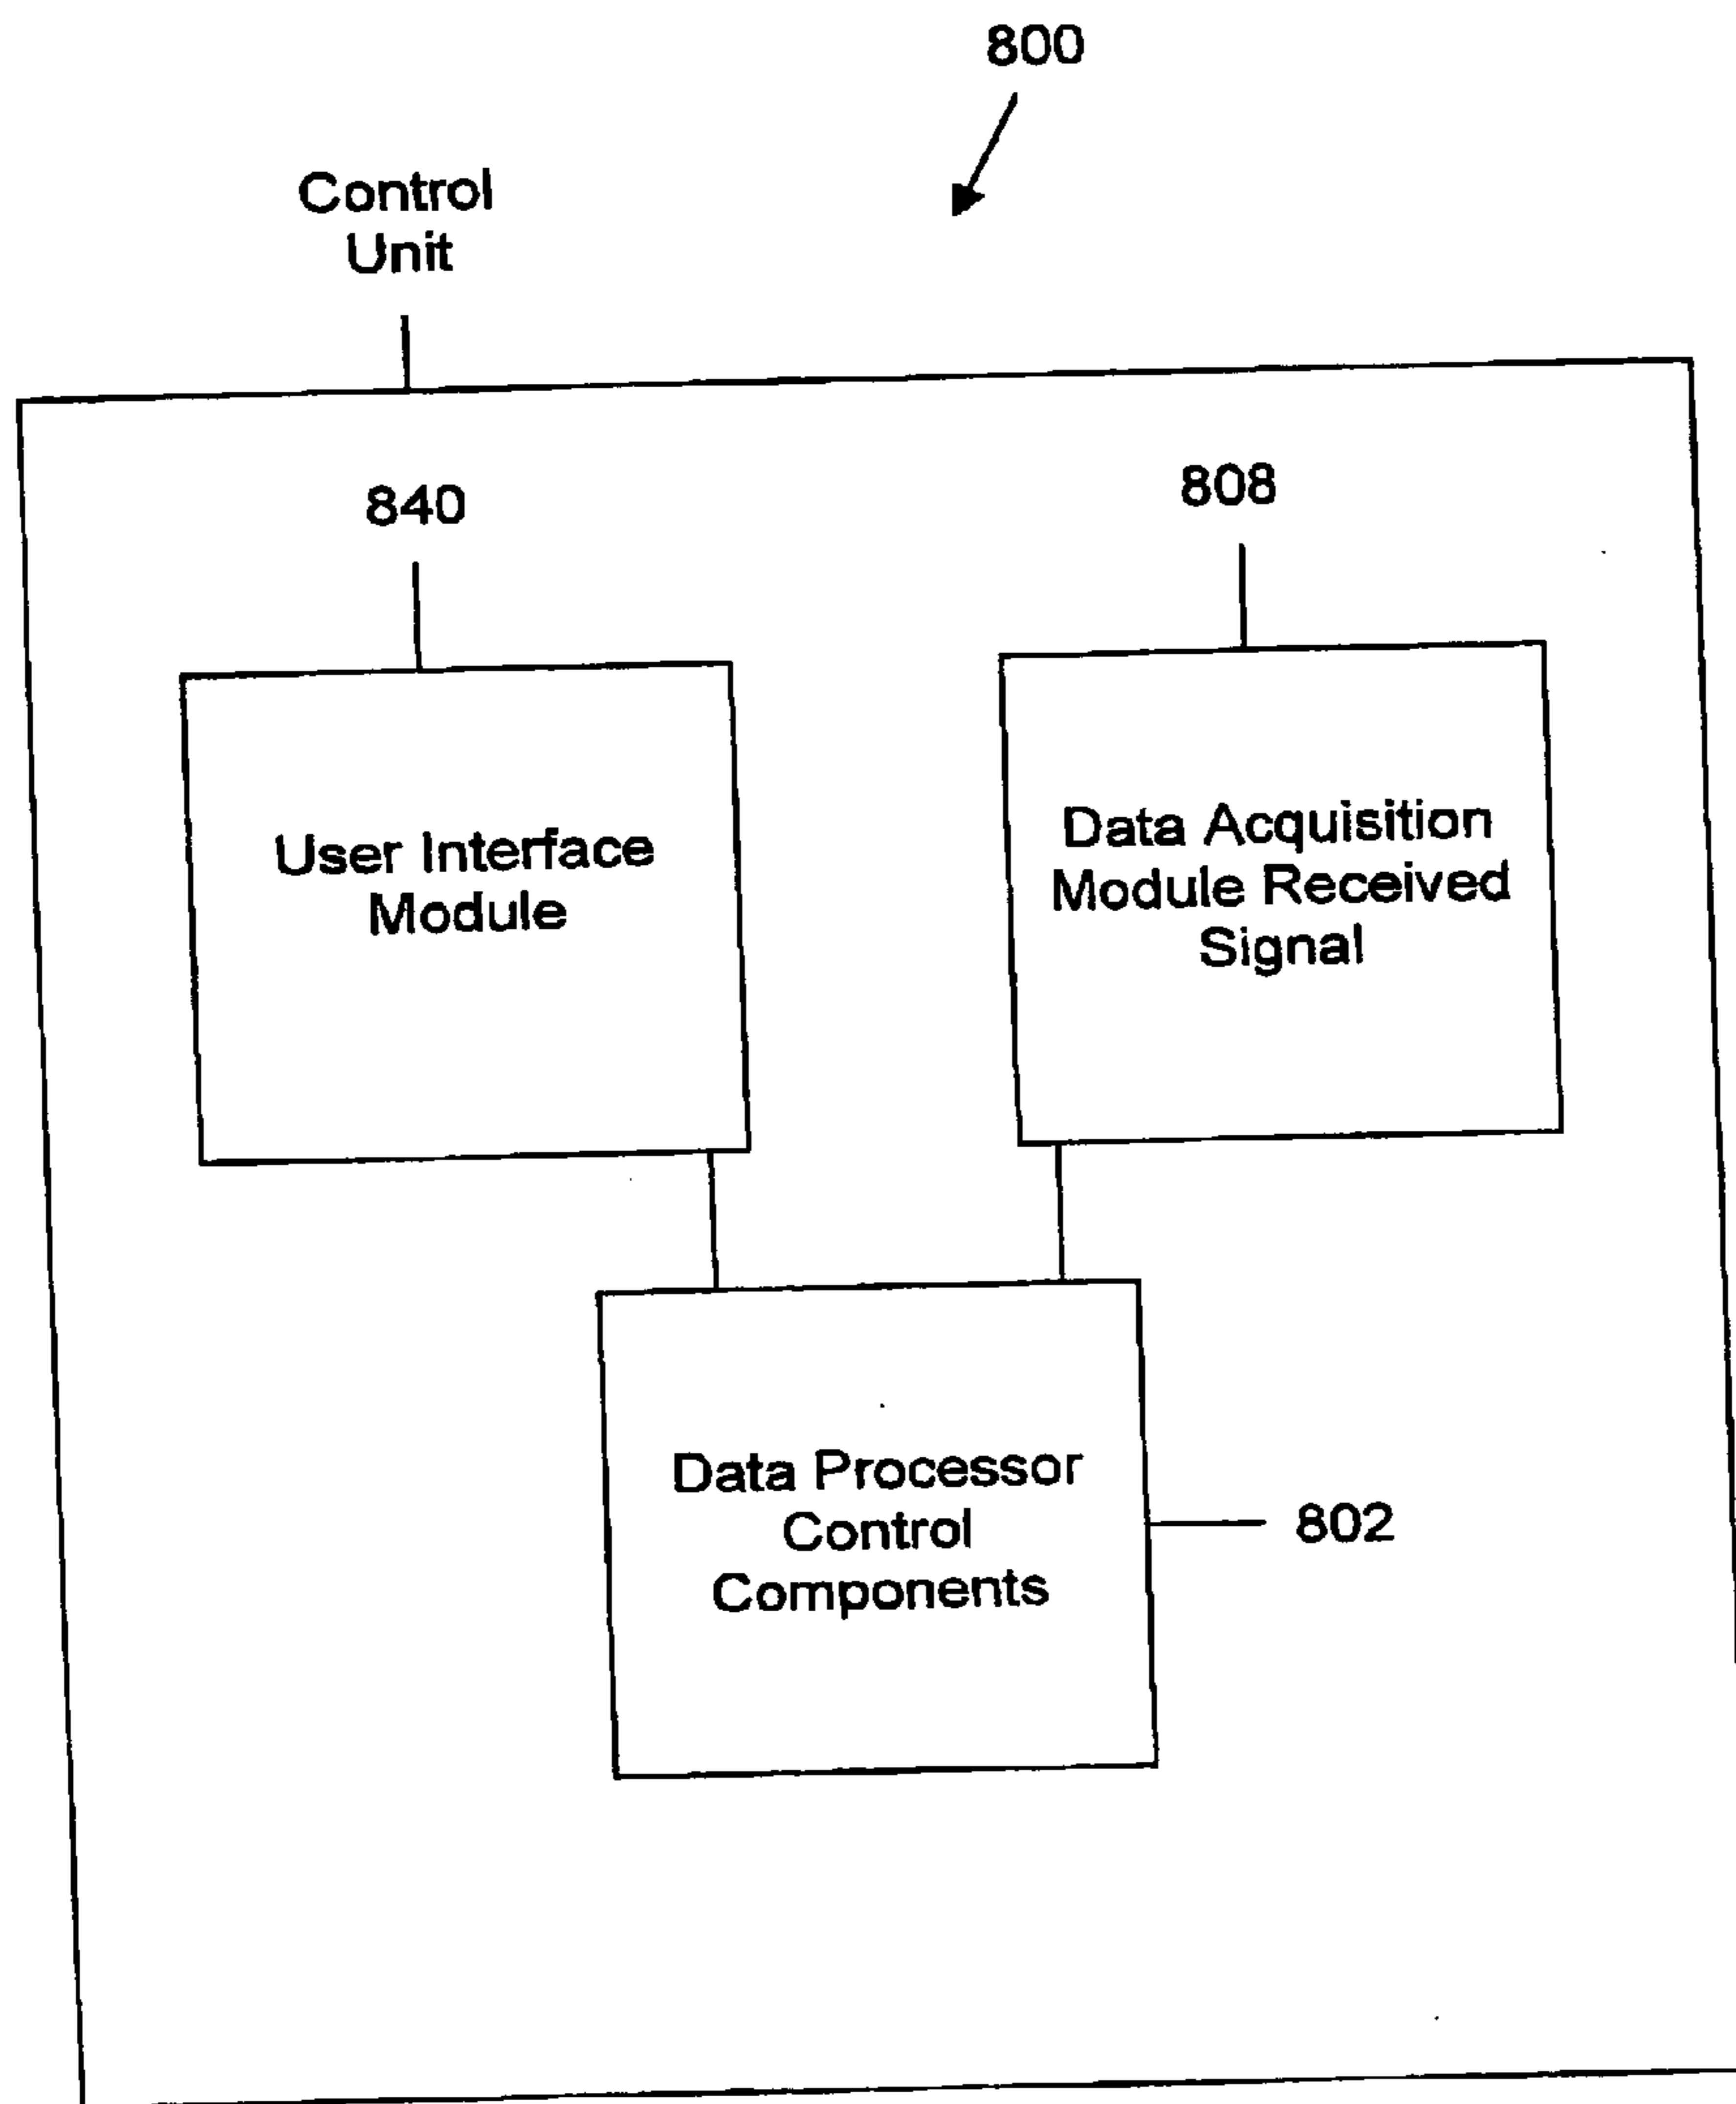 800
Control
Unit
840
808
User Interface
Module
Data Acquisition
Module Received
Signal
Data Processor
Control
Components
802